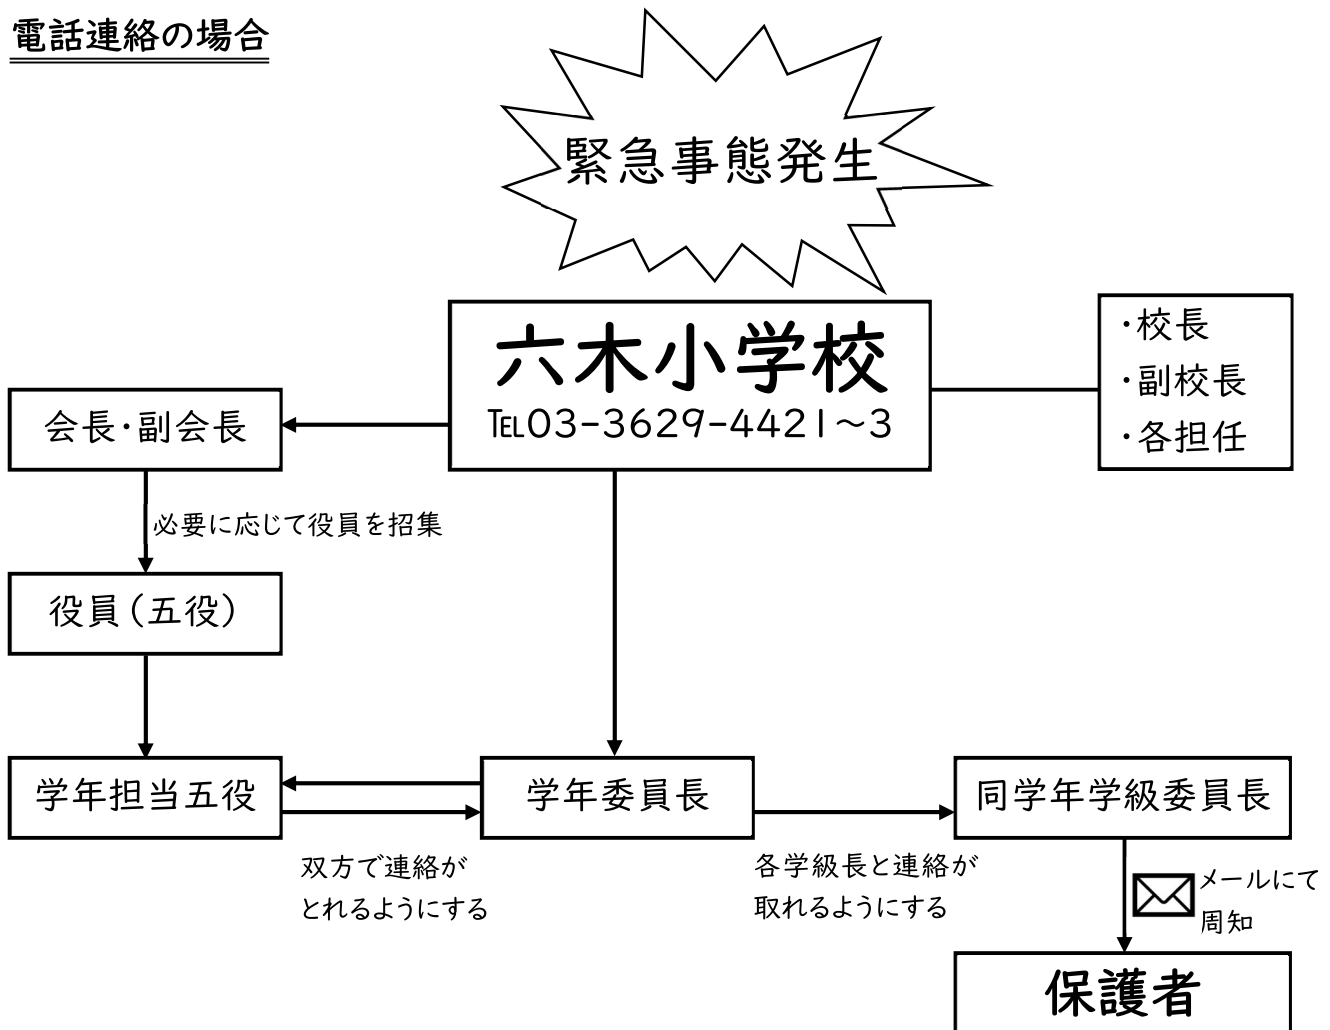 電話連絡の場合
緊急事態発生
六木小学校
℡03-3629-4421～3
・校長
・副校長
・各担任
会長・副会長
必要に応じて役員を招集
役員（五役）
学年担当五役
学年委員長
同学年学級委員長
双方で連絡が
とれるようにする
各学級長と連絡が
取れるようにする
メールにて
周知
保護者